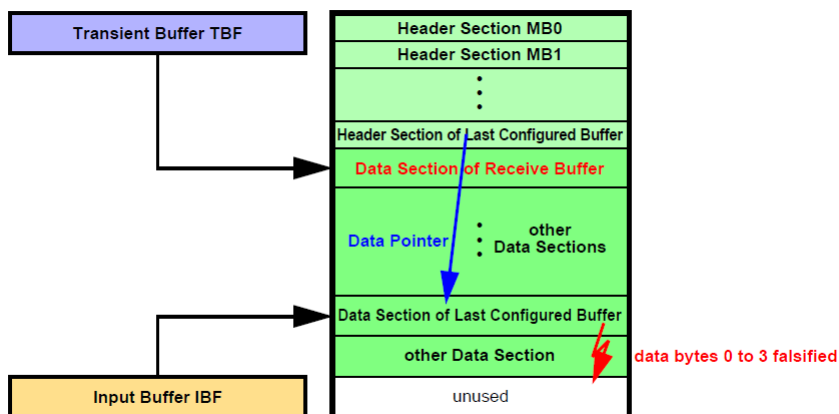 Transient Buffer TBF
Header Section MB0
Header Section MB1
Header Section of Last Configured Buffer
Data Section of Receive Buffer
Data Pointer
other
Data Sections
Data Section of Last Configured Buffer
other Data Section
data bytes 0 to 3 falsified
Input Buffer IBF
unused